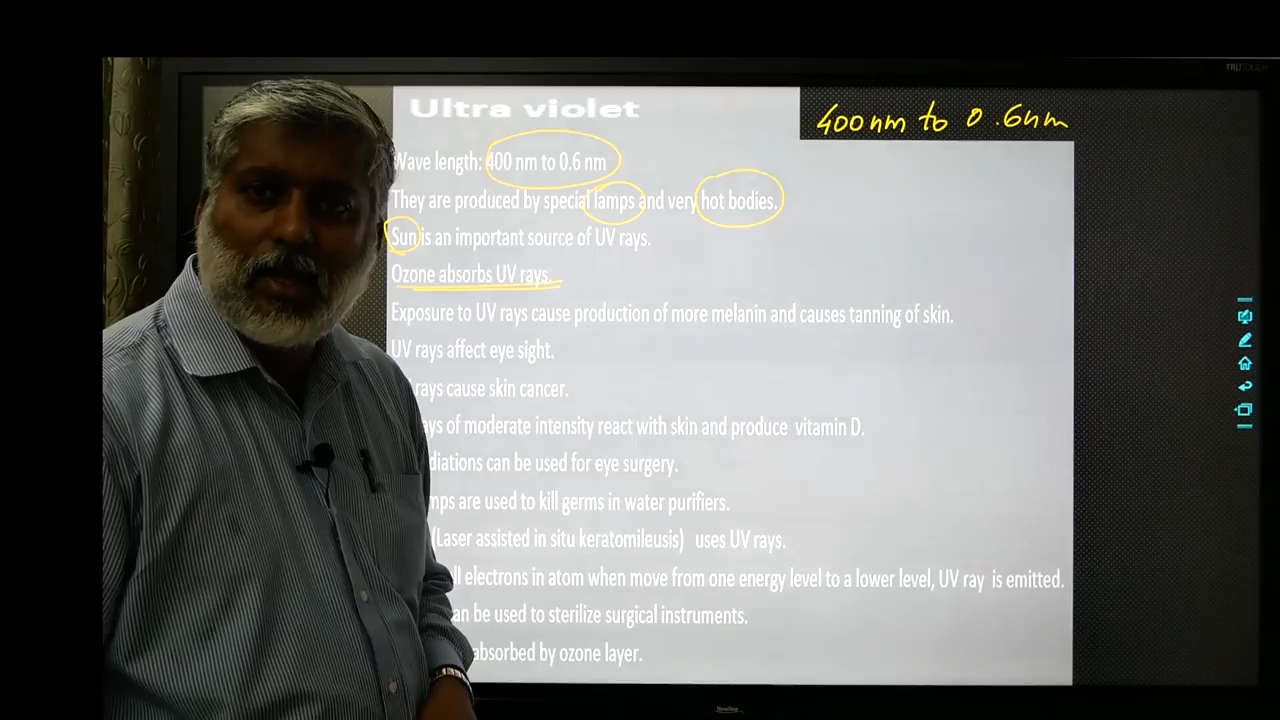 Ultra violet
400 nm to 0.6 nm
Wave length: 400 nm to 0.6 nm
They are produced by special lamps and very hot bodies.
Sun is an important source of UV rays.
Ozone absorbs UV rays.
Exposure to UV rays cause production of more melanin and causes tanning of skin.
UV rays affect eye sight.
rays cause skin cancer.
of moderate intensity react with skin and produce vitamin D.
can be used for eye surgery.
are used to kill germs in water purifiers.
(Laser assisted in situ keratomileusis) uses UV rays.
electrons in atom when move from one energy level to a lower level, UV ray is emitted.
be used to sterilize surgical instruments.
absorbed by ozone layer.